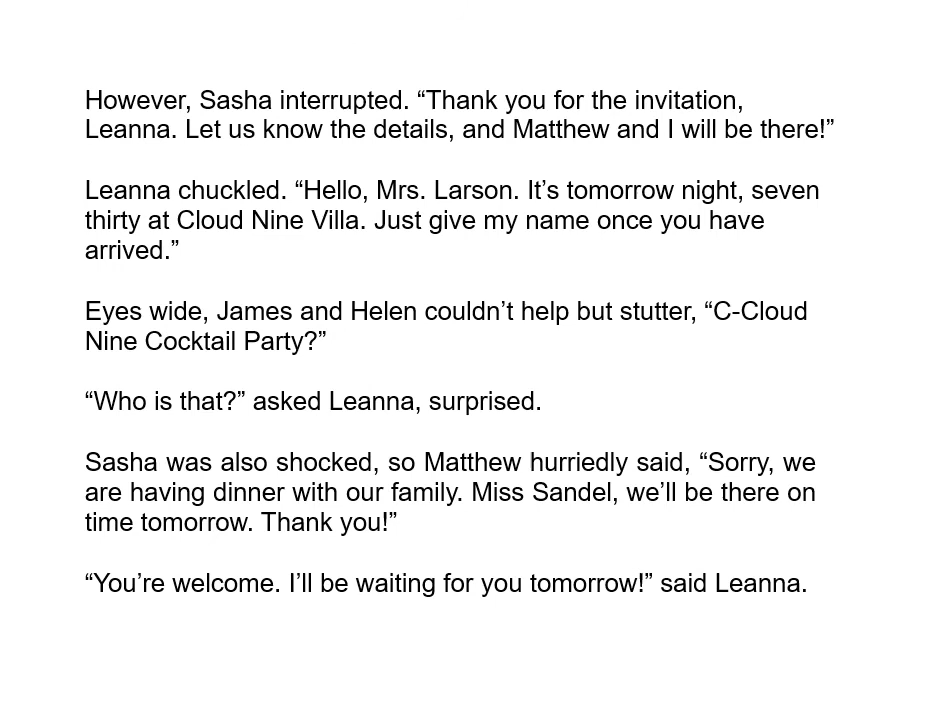 However, Sasha interrupted. “Thank you for the invitation,
Leanna. Let us know the details, and Matthew and I will be there!”
Leanna chuckled. “Hello, Mrs. Larson. It’s tomorrow night, seven
thirty at Cloud Nine Villa. Just give my name once you have
arrived.”
Eyes wide, James and Helen couldn’t help but stutter, “C-Cloud
Nine Cocktail Party?”
“Who is that?” asked Leanna, surprised.
Sasha was also shocked, so Matthew hurriedly said, “Sorry, we
are having dinner with our family. Miss Sandel, we’ll be there on
time tomorrow. Thank you!”
“You’re welcome. I’ll be waiting for you tomorrow!” said Leanna.